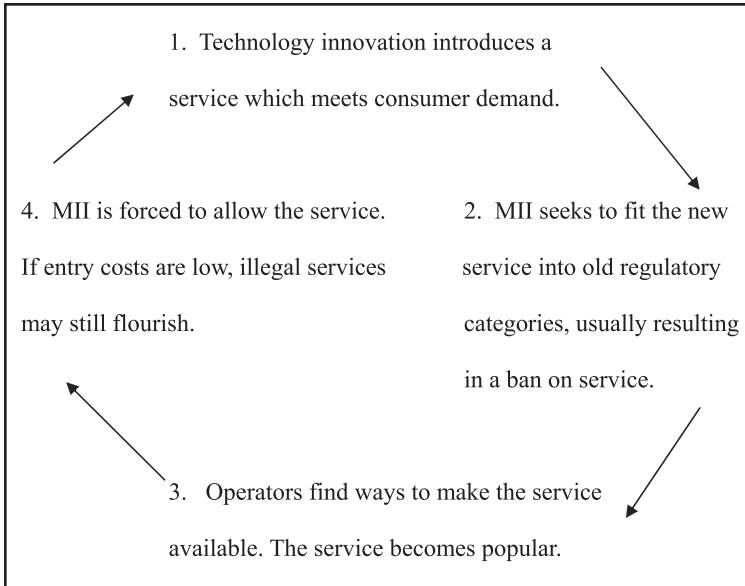 1. Technology innovation introduces a
service which meets consumer demand.
2. MII seeks to fit the new
service into old regulatory
categories, usually resulting
in a ban on service.
3. Operators find ways to make the service
available. The service becomes popular.
4. MII is forced to allow the service.
If entry costs are low, illegal services
may still flourish.